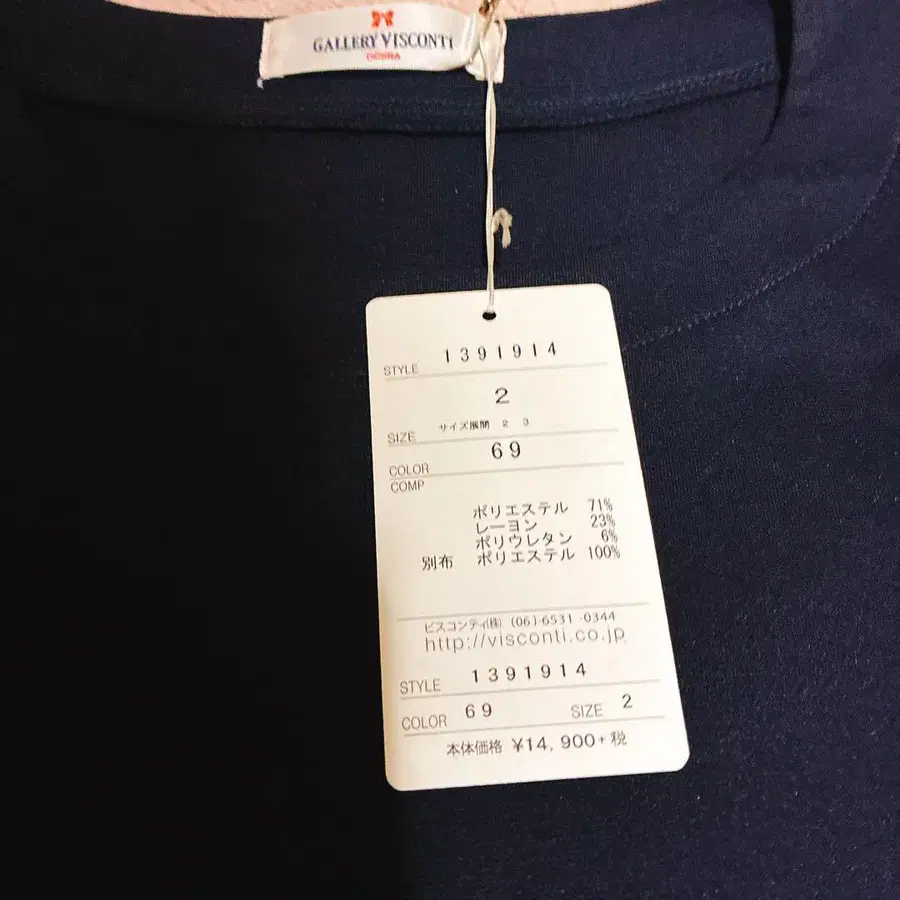 GALLERY VISCONTI
STYLE 1391914
2
SIZE サイズ展開 2 3
COLOR 69
COMP
ポリエステル 71%
レーヨン 23%
ポリウレタン 6%
別布 ポリエステル 100%
ビスコンティ(株) (06)-6531-0344
http://visconti.co.jp
STYLE 1391914
COLOR 69 SIZE 2
本体価格 ¥14,900+税